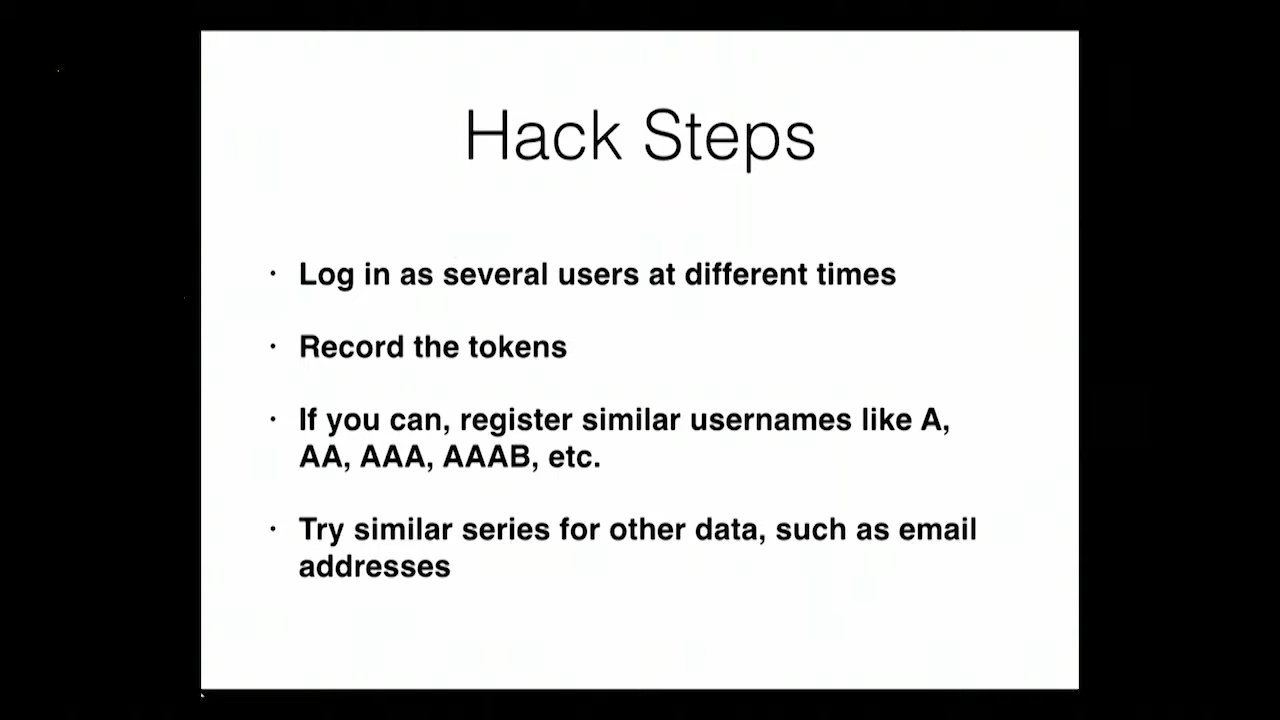 Hack Steps
• Log in as several users at different times
• Record the tokens
• If you can, register similar usernames like A,
AA, AAA, AAAB, etc.
• Try similar series for other data, such as email
addresses